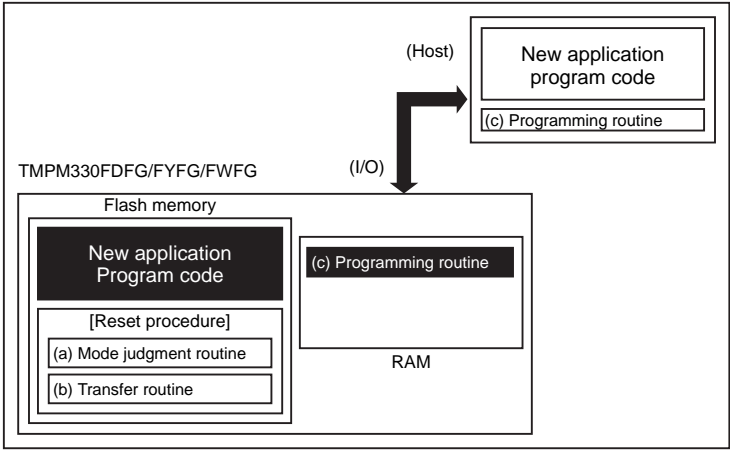 (Host)
New application
program code
(c) Programming routine
(I/O)
TMPM330FDFG/FYFG/FWFG
Flash memory
New application
Program code
(c) Programming routine
[Reset procedure]
(a) Mode judgment routine
(b) Transfer routine
RAM